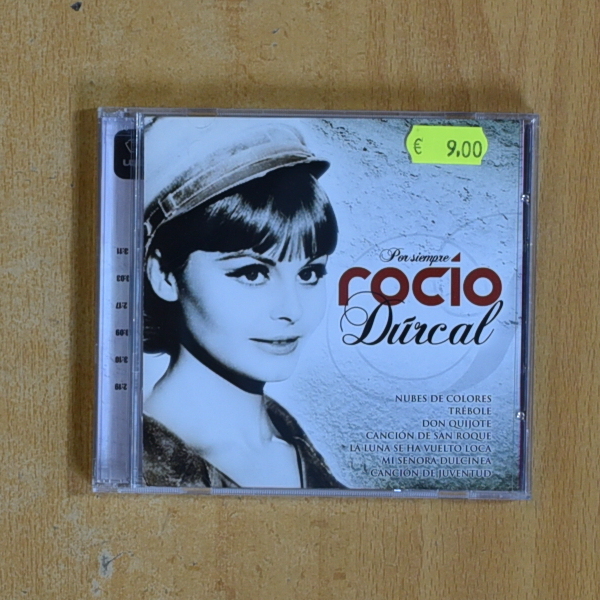 € 9.00
Por siempre
rocío
Dúrcal
NUBES DE COLORES
TRÉBOLE
DON QUIJOTE
CANCIÓN DE SAN ROQUE
LA LUNA SE HA VUELTO LOCA
MI SEÑORA DULCINEA
CANCIÓN DE JUVENTUD